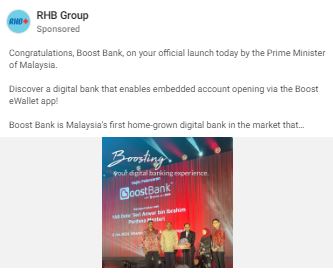 RHB
RHB Group
Sponsored
Congratulations, Boost Bank, on your official launch today by the Prime Minister
of Malaysia.
Discover a digital bank that enables embedded account opening via the Boost
eWallet app!
Boost Bank is Malaysia's first home-grown digital bank in the market that...
Boosting
your digital banking experience.
BoostBank
YAB Dato' Seri Anwar bin Ibrahim
Perdana Menteri